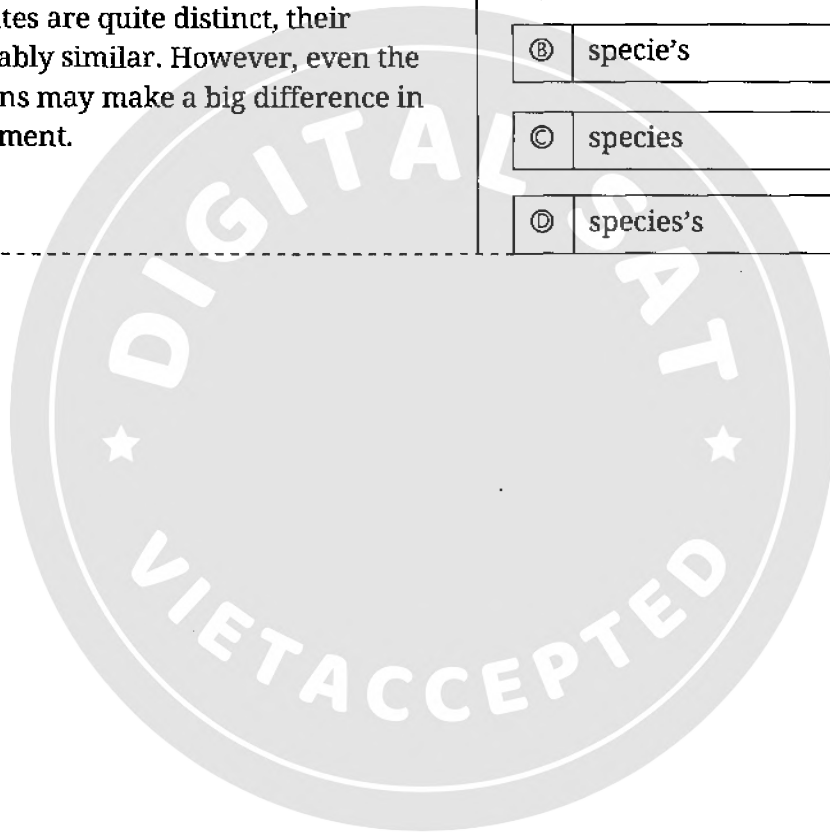 tes are quite distinct, their
ably similar. However, even the
ns may make a big difference in
ment.
Ⓑ specie's
Ⓒ species
Ⓓ species's
DIGITAL SAT
VIETACCEPTED